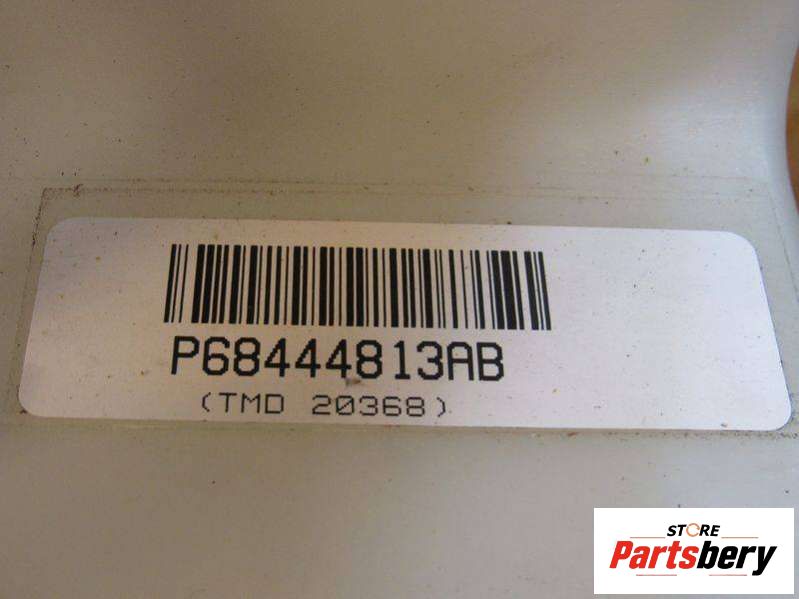 P68444813AB
(TMD 20368)
STORE
Partsbery